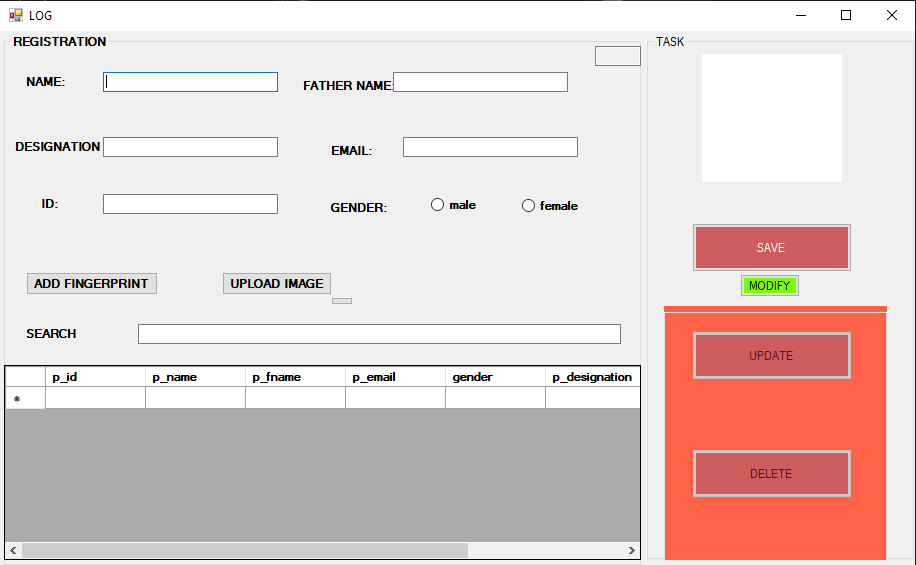 LOG
REGISTRATION
TASK
NAME:
FATHER NAME:
DESIGNATION
EMAIL:
ID:
GENDER:
male
female
SAVE
MODIFY
ADD FINGERPRINT
UPLOAD IMAGE
SEARCH
UPDATE
p_id p_name p_fname p_email gender p_designation
*
DELETE